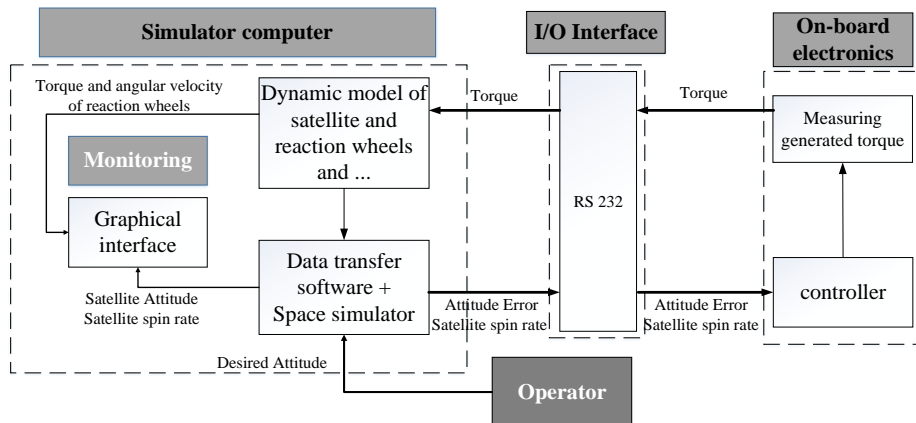 Simulator computer
I/O Interface
On-board
electronics
Torque and angular velocity
of reaction wheels
Dynamic model of
satellite and
reaction wheels
and ...
Torque
Torque
Measuring
generated torque
Monitoring
Graphical
interface
RS 232
Data transfer
software +
Space simulator
controller
Satellite Attitude
Satellite spin rate
Attitude Error
Satellite spin rate
Attitude Error
Satellite spin rate
Desired Attitude
Operator